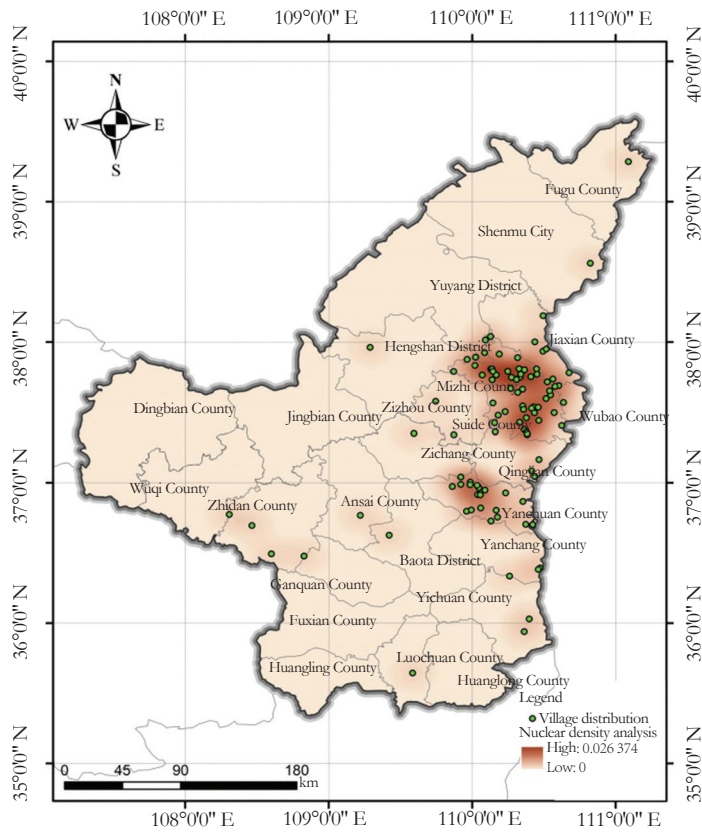 108°0'0" E 109°0'0" E 110°0'0" E 111°0'0" E
40°0'0" N 40°0'0" N
N
W E
S
Fugu County
39°0'0" N 39°0'0" N
Shenmu City
Yuyang District
38°0'0" N 38°0'0" N
Jiaxian County
Hengshan District
Mizhi County
Dingbian County
Zizhou County
Jingbian County
Wubao County
Suide County
Zichang County
Qingjian County
37°0'0" N 37°0'0" N
Wuqi County
Ansai County
Zhidan County
Yanchuan County
Yanchang County
Baota District
Ganquan County
Yichuan County
36°0'0" N 36°0'0" N
Fuxian County
Luochuan County
Huangling County
Huanglong County
Legend
Village distribution
Nuclear density analysis
High: 0.026 374
Low: 0
35°0'0" N 35°0'0" N
0 45 90 180
km
108°0'0" E 109°0'0" E 110°0'0" E 111°0'0" E